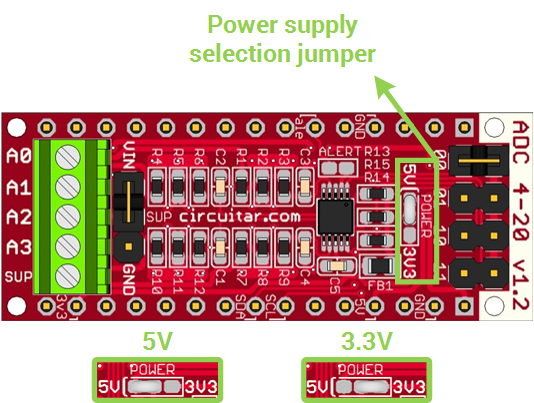 Power supply
selection jumper
ale
GND
ADC 4-20 v1.2
A0
A1
A2
A3
SUP
VIN
SUP
GND
R4
R5
R6
C2
R1
R2
R3
C3
ALERT
R13
R15
R14
circuitar.com
5V
POWER
3V3
00
01
10
11
R10
R11
R12
C1
R7
R8
R9
C4
C5
FB1
3v3
SDA
SCL
5V
GND
5V
3.3V
POWER
5V
3V3
POWER
5V
3V3